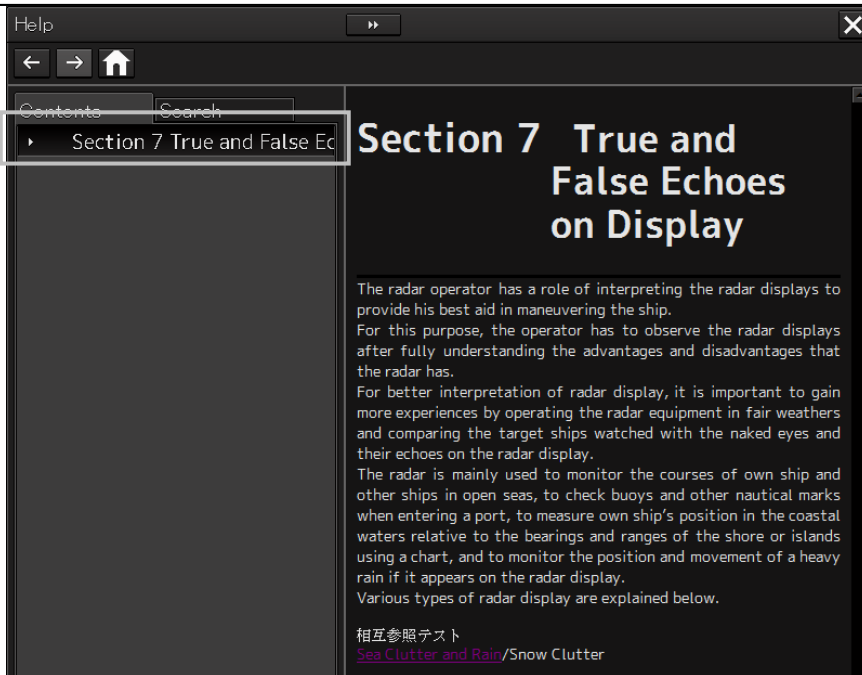 Help
Contents Search
Section 7 True and False Ec
Section 7 True and
False Echoes
on Display
The radar operator has a role of interpreting the radar displays to
provide his best aid in maneuvering the ship.
For this purpose, the operator has to observe the radar displays
after fully understanding the advantages and disadvantages that
the radar has.
For better interpretation of radar display, it is important to gain
more experiences by operating the radar equipment in fair weathers
and comparing the target ships watched with the naked eyes and
their echoes on the radar display.
The radar is mainly used to monitor the courses of own ship and
other ships in open seas, to check buoys and other nautical marks
when entering a port, to measure own ship's position in the coastal
waters relative to the bearings and ranges of the shore or islands
using a chart, and to monitor the position and movement of a heavy
rain if it appears on the radar display.
Various types of radar display are explained below.
相互参照テスト
Sea Clutter and Rain/Snow Clutter